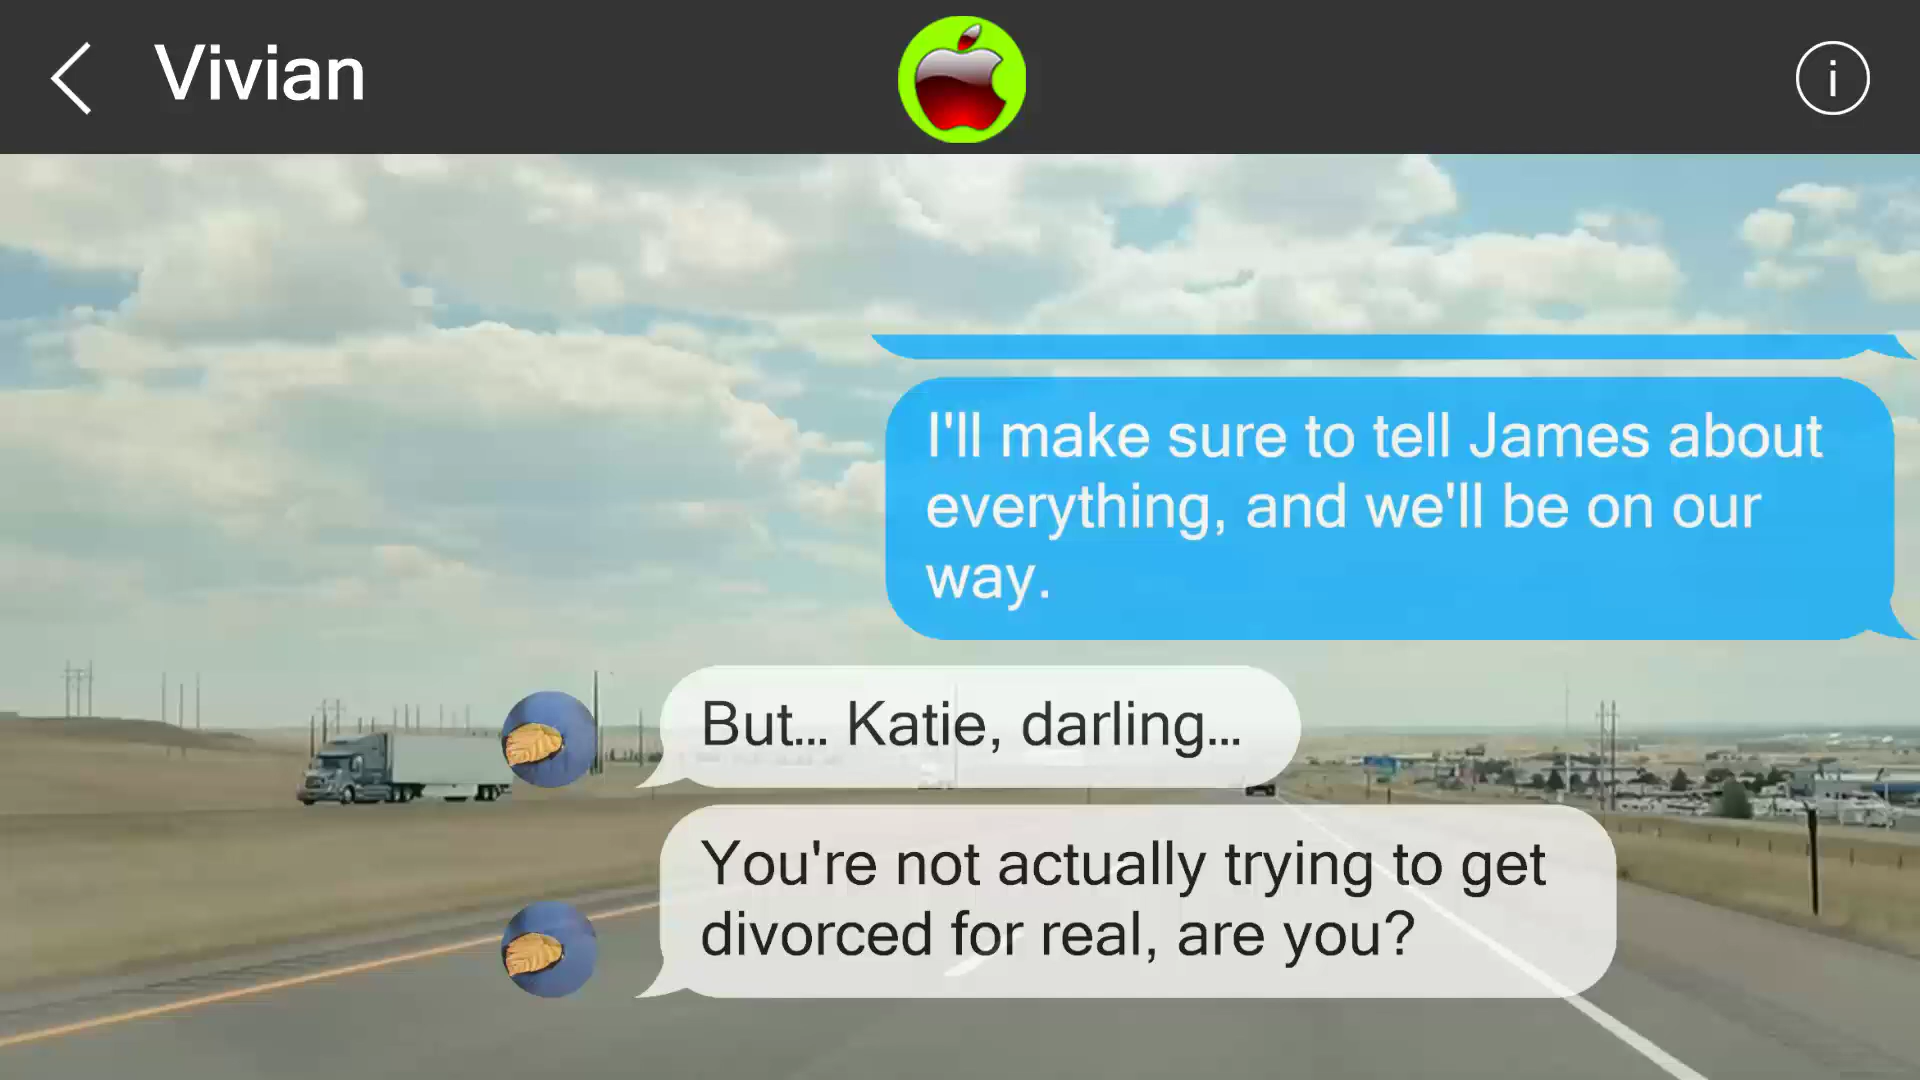 Vivian
i
I'll make sure to tell James about
everything, and we'll be on our
way.
But... Katie, darling...
You're not actually trying to get
divorced for real, are you?